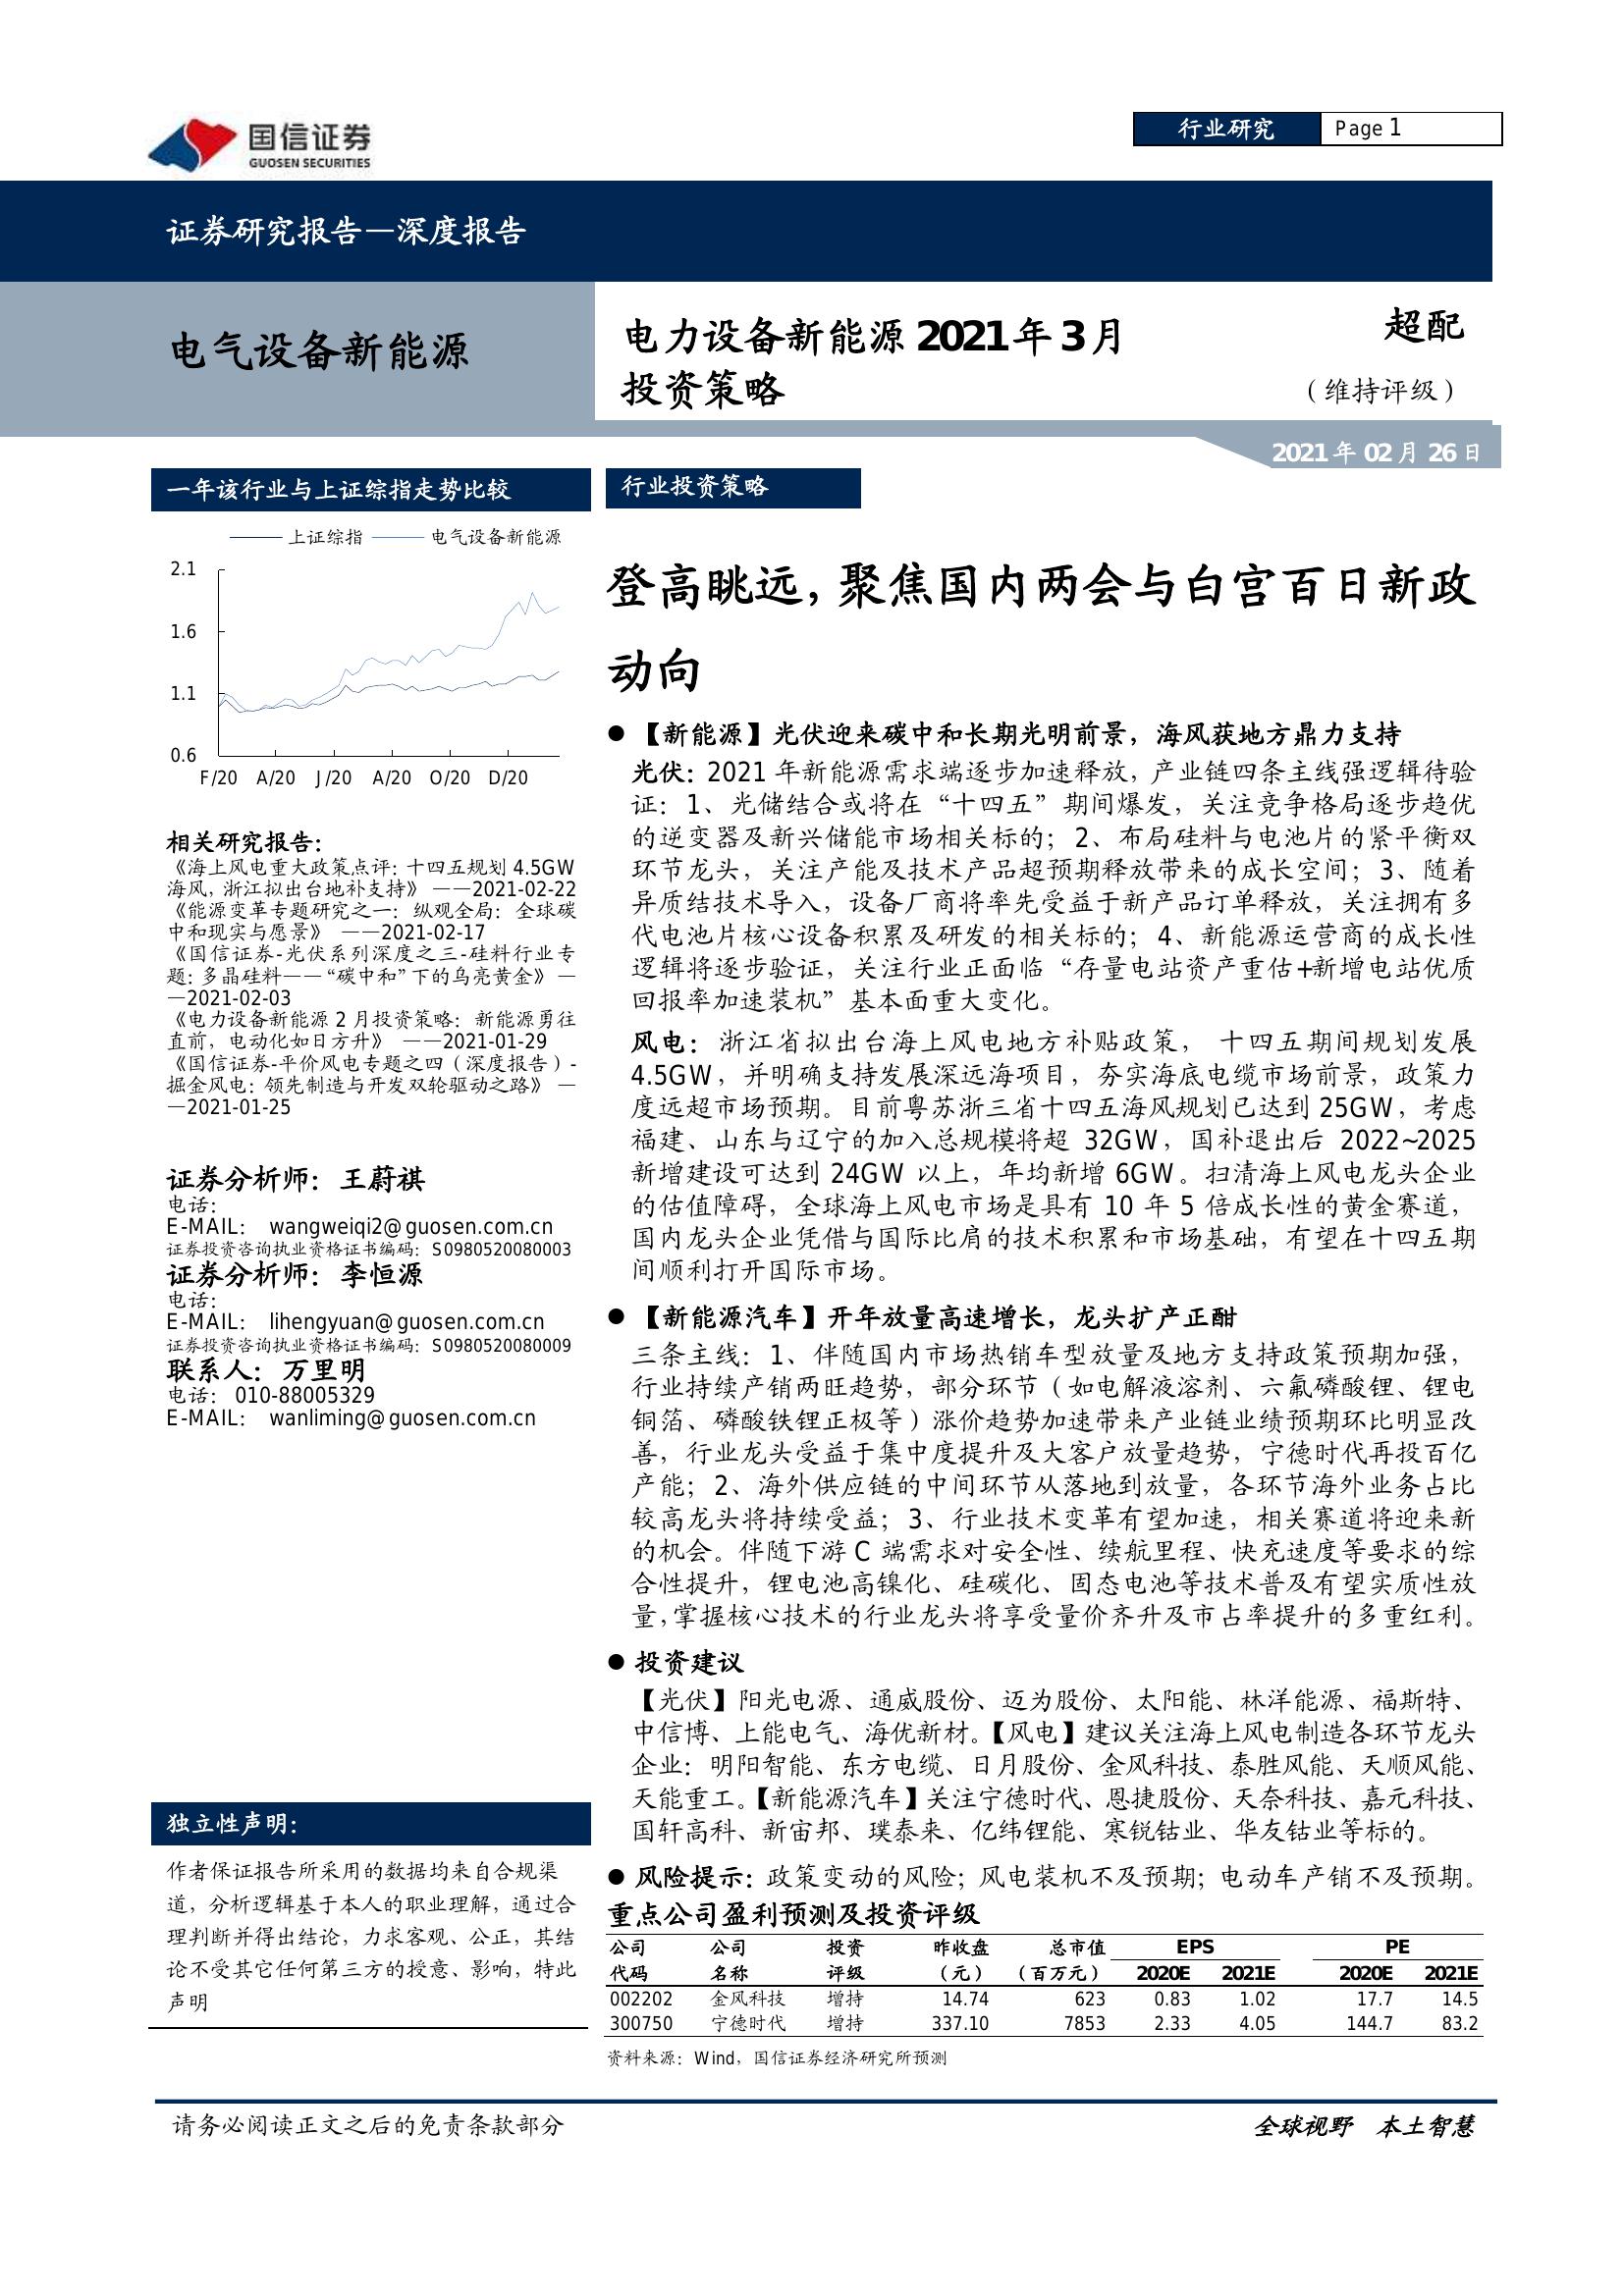 国信证券
GUOSEN SECURITIES
行业研究
Page 1
证券研究报告—深度报告
电气设备新能源
电力设备新能源 2021 年 3 月
投资策略
超配
（维持评级）
2021 年 02 月 26 日
一年该行业与上证综指走势比较
上证综指 电气设备新能源
2.1
1.6
1.1
0.6
F/20 A/20 J/20 A/20 O/20 D/20
相关研究报告：
《海上风电重大政策点评：十四五规划 4.5GW
海风，浙江拟出台地补支持》 ——2021-02-22
《能源变革专题研究之一：纵观全局：全球碳
中和现实与愿景》 ——2021-02-17
《国信证券-光伏系列深度之三-硅料行业专
题：多晶硅料——“碳中和”下的乌亮黄金》 —
—2021-02-03
《电力设备新能源 2 月投资策略：新能源勇往
直前，电动化如日方升》 ——2021-01-29
《国信证券-平价风电专题之四（深度报告）-
掘金风电：领先制造与开发双轮驱动之路》 —
—2021-01-25
证券分析师：王蔚祺
电话：
E-MAIL： wangweiqi2@guosen.com.cn
证券投资咨询执业资格证书编码：S0980520080003
证券分析师：李恒源
电话：
E-MAIL： lihengyuan@guosen.com.cn
证券投资咨询执业资格证书编码：S0980520080009
联系人：万里明
电话：010-88005329
E-MAIL： wanliming@guosen.com.cn
独立性声明：
作者保证报告所采用的数据均来自合规渠
道，分析逻辑基于本人的职业理解，通过合
理判断并得出结论，力求客观、公正，其结
论不受其它任何第三方的授意、影响，特此
声明
行业投资策略
登高眺远，聚焦国内两会与白宫百日新政
动向
● 【新能源】光伏迎来碳中和长期光明前景，海风获地方鼎力支持
光伏：2021 年新能源需求端逐步加速释放，产业链四条主线强逻辑待验
证：1、光储结合或将在“十四五”期间爆发，关注竞争格局逐步趋优
的逆变器及新兴储能市场相关标的；2、布局硅料与电池片的紧平衡双
环节龙头，关注产能及技术产品超预期释放带来的成长空间；3、随着
异质结技术导入，设备厂商将率先受益于新产品订单释放，关注拥有多
代电池片核心设备积累及研发的相关标的；4、新能源运营商的成长性
逻辑将逐步验证，关注行业正面临“存量电站资产重估+新增电站优质
回报率加速装机”基本面重大变化。
风电：浙江省拟出台海上风电地方补贴政策， 十四五期间规划发展
4.5GW，并明确支持发展深远海项目，夯实海底电缆市场前景，政策力
度远超市场预期。目前粤苏浙三省十四五海风规划已达到 25GW，考虑
福建、山东与辽宁的加入总规模将超 32GW，国补退出后 2022~2025
新增建设可达到 24GW 以上，年均新增 6GW。扫清海上风电龙头企业
的估值障碍，全球海上风电市场是具有 10 年 5 倍成长性的黄金赛道，
国内龙头企业凭借与国际比肩的技术积累和市场基础，有望在十四五期
间顺利打开国际市场。
● 【新能源汽车】开年放量高速增长，龙头扩产正酣
三条主线：1、伴随国内市场热销车型放量及地方支持政策预期加强，
行业持续产销两旺趋势，部分环节（如电解液溶剂、六氟磷酸锂、锂电
铜箔、磷酸铁锂正极等）涨价趋势加速带来产业链业绩预期环比明显改
善，行业龙头受益于集中度提升及大客户放量趋势，宁德时代再投百亿
产能；2、海外供应链的中间环节从落地到放量，各环节海外业务占比
较高龙头将持续受益；3、行业技术变革有望加速，相关赛道将迎来新
的机会。伴随下游 C 端需求对安全性、续航里程、快充速度等要求的综
合性提升，锂电池高镍化、硅碳化、固态电池等技术普及有望实质性放
量，掌握核心技术的行业龙头将享受量价齐升及市占率提升的多重红利。
● 投资建议
【光伏】阳光电源、通威股份、迈为股份、太阳能、林洋能源、福斯特、
中信博、上能电气、海优新材。【风电】建议关注海上风电制造各环节龙头
企业：明阳智能、东方电缆、日月股份、金风科技、泰胜风能、天顺风能、
天能重工。【新能源汽车】关注宁德时代、恩捷股份、天奈科技、嘉元科技、
国轩高科、新宙邦、璞泰来、亿纬锂能、寒锐钴业、华友钴业等标的。
● 风险提示：政策变动的风险；风电装机不及预期；电动车产销不及预期。
重点公司盈利预测及投资评级
公司 公司 投资 昨收盘 总市值 EPS PE
代码 名称 评级 （元） （百万元） 2020E 2021E 2020E 2021E
002202 金风科技 增持 14.74 623 0.83 1.02 17.7 14.5
300750 宁德时代 增持 337.10 7853 2.33 4.05 144.7 83.2
资料来源：Wind，国信证券经济研究所预测
请务必阅读正文之后的免责条款部分
全球视野 本土智慧